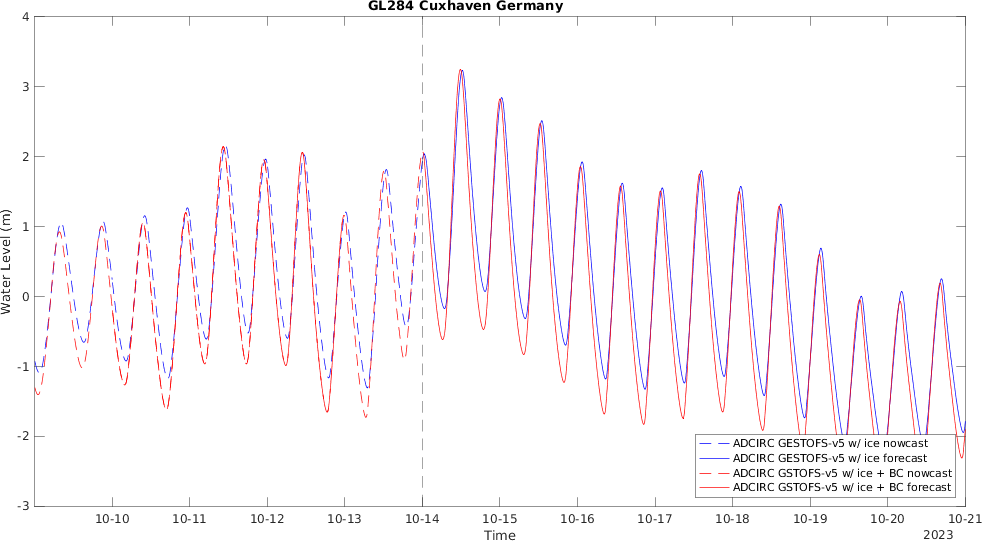 GL284 Cuxhaven Germany
4
3
2
1
0
-1
-2
-3
Water Level (m)
ADCIRC GESTOFS-v5 w/ ice nowcast
ADCIRC GESTOFS-v5 w/ ice forecast
ADCIRC GSTOFS-v5 w/ ice + BC nowcast
ADCIRC GSTOFS-v5 w/ ice + BC forecast
10-10 10-11 10-12 10-13 10-14 10-15 10-16 10-17 10-18 10-19 10-20 10-21
Time
2023